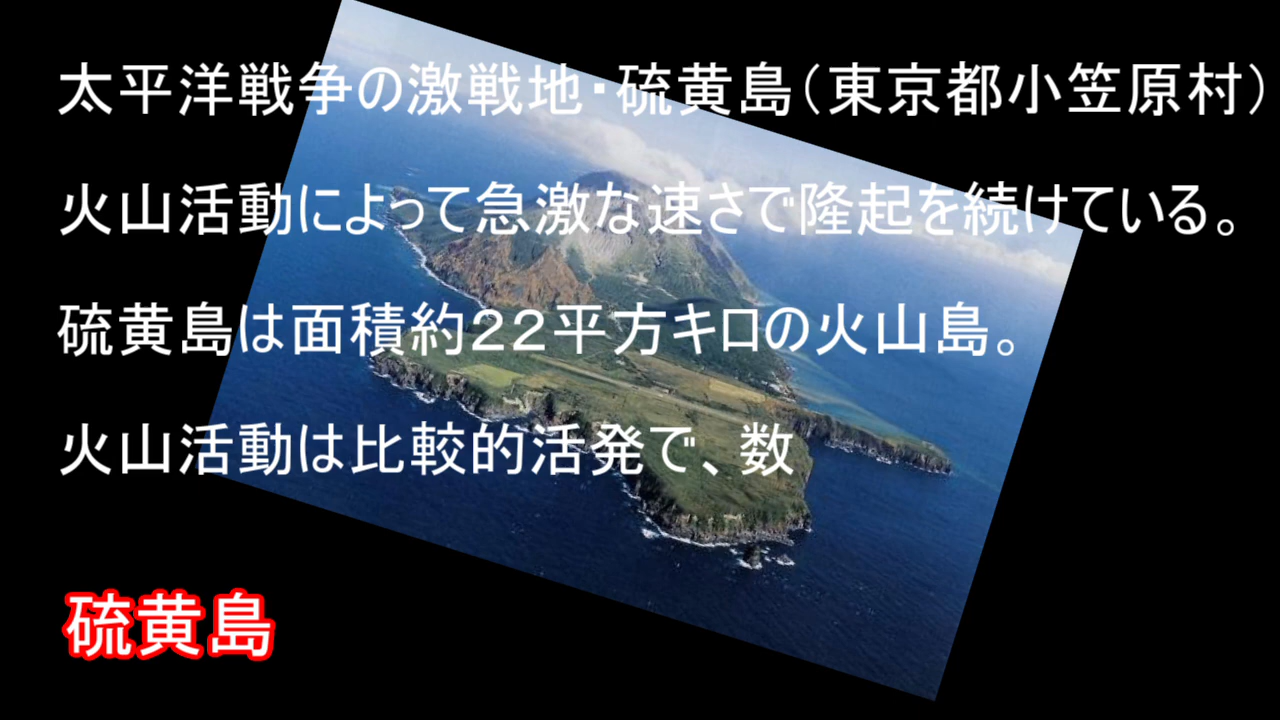 太平洋戦争の激戦地・硫黄島（東京都小笠原村）
火山活動によって急激な速さで隆起を続けている。
硫黄島は面積約２２平方キロの火山島。
火山活動は比較的活発で、数
硫黄島